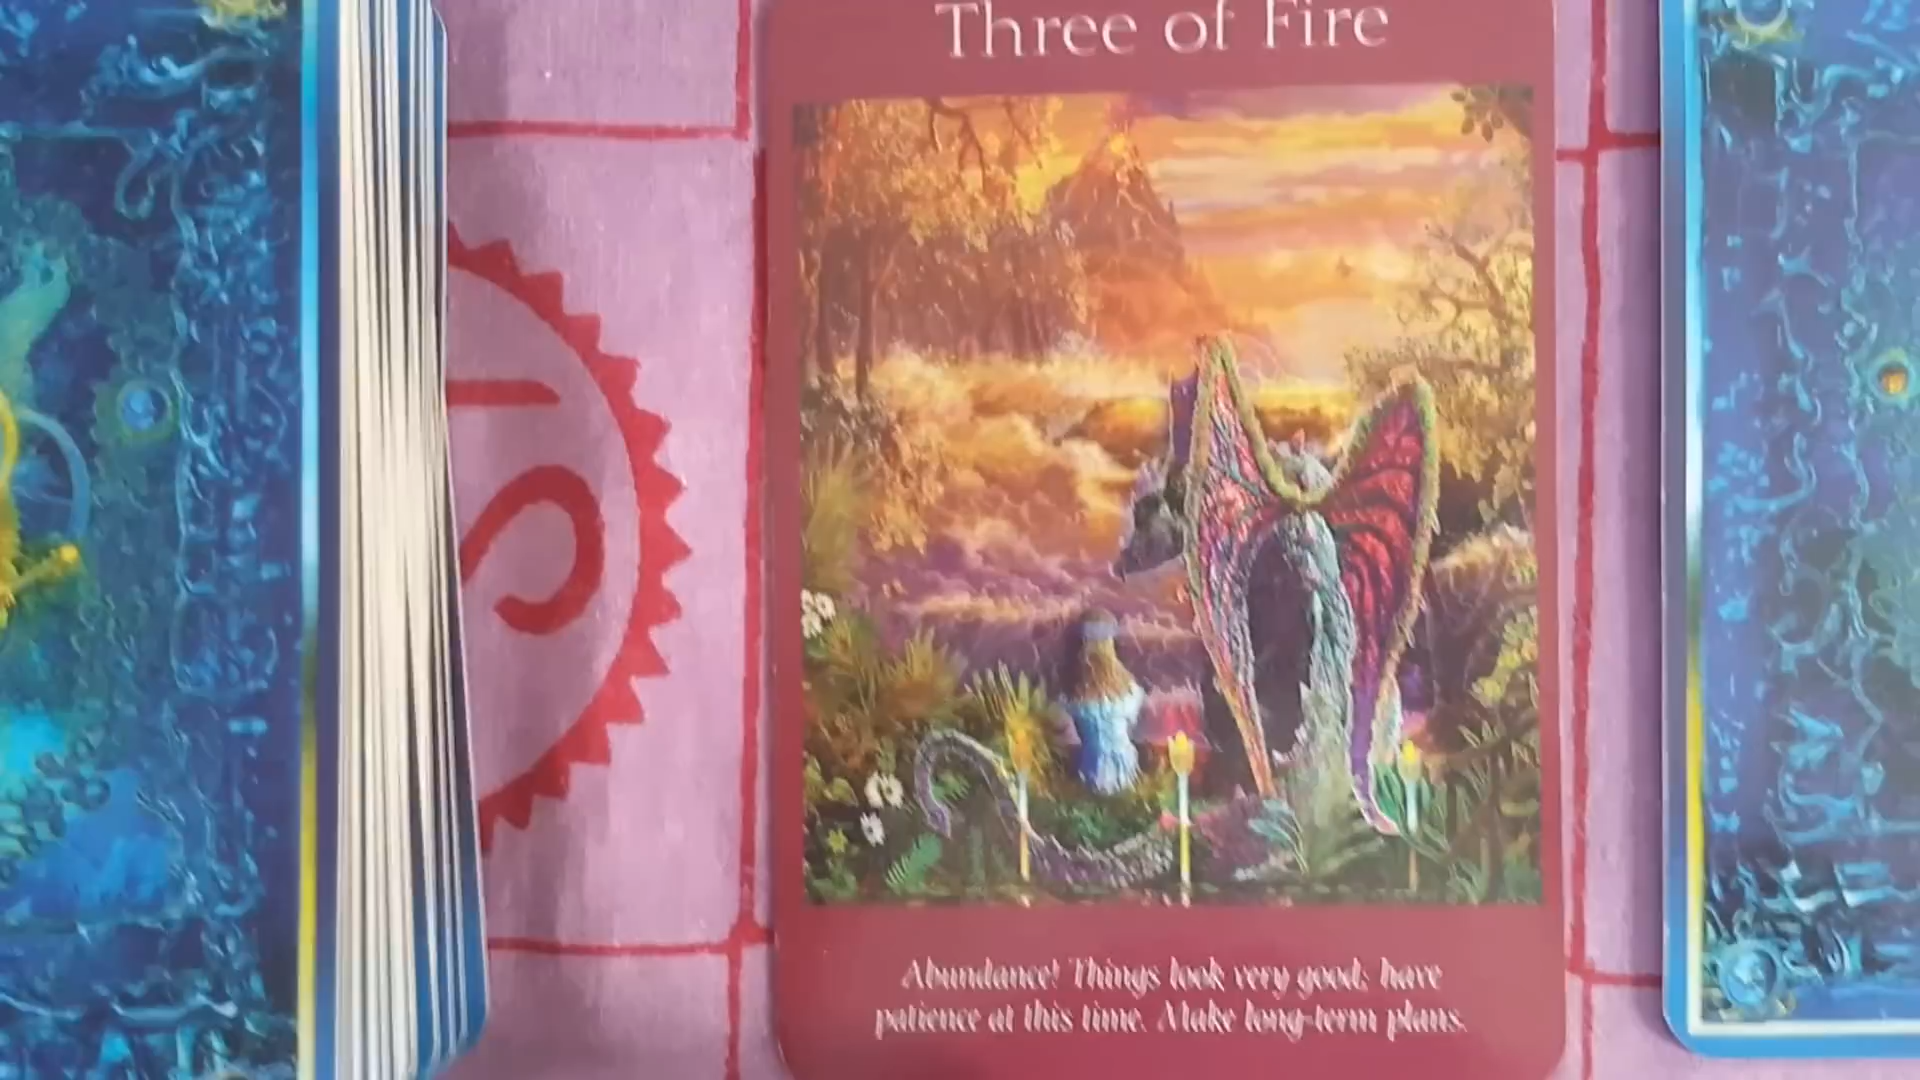 Three of Fire
Abundance! Things look very good; have
patience at this time. Make long-term plans.